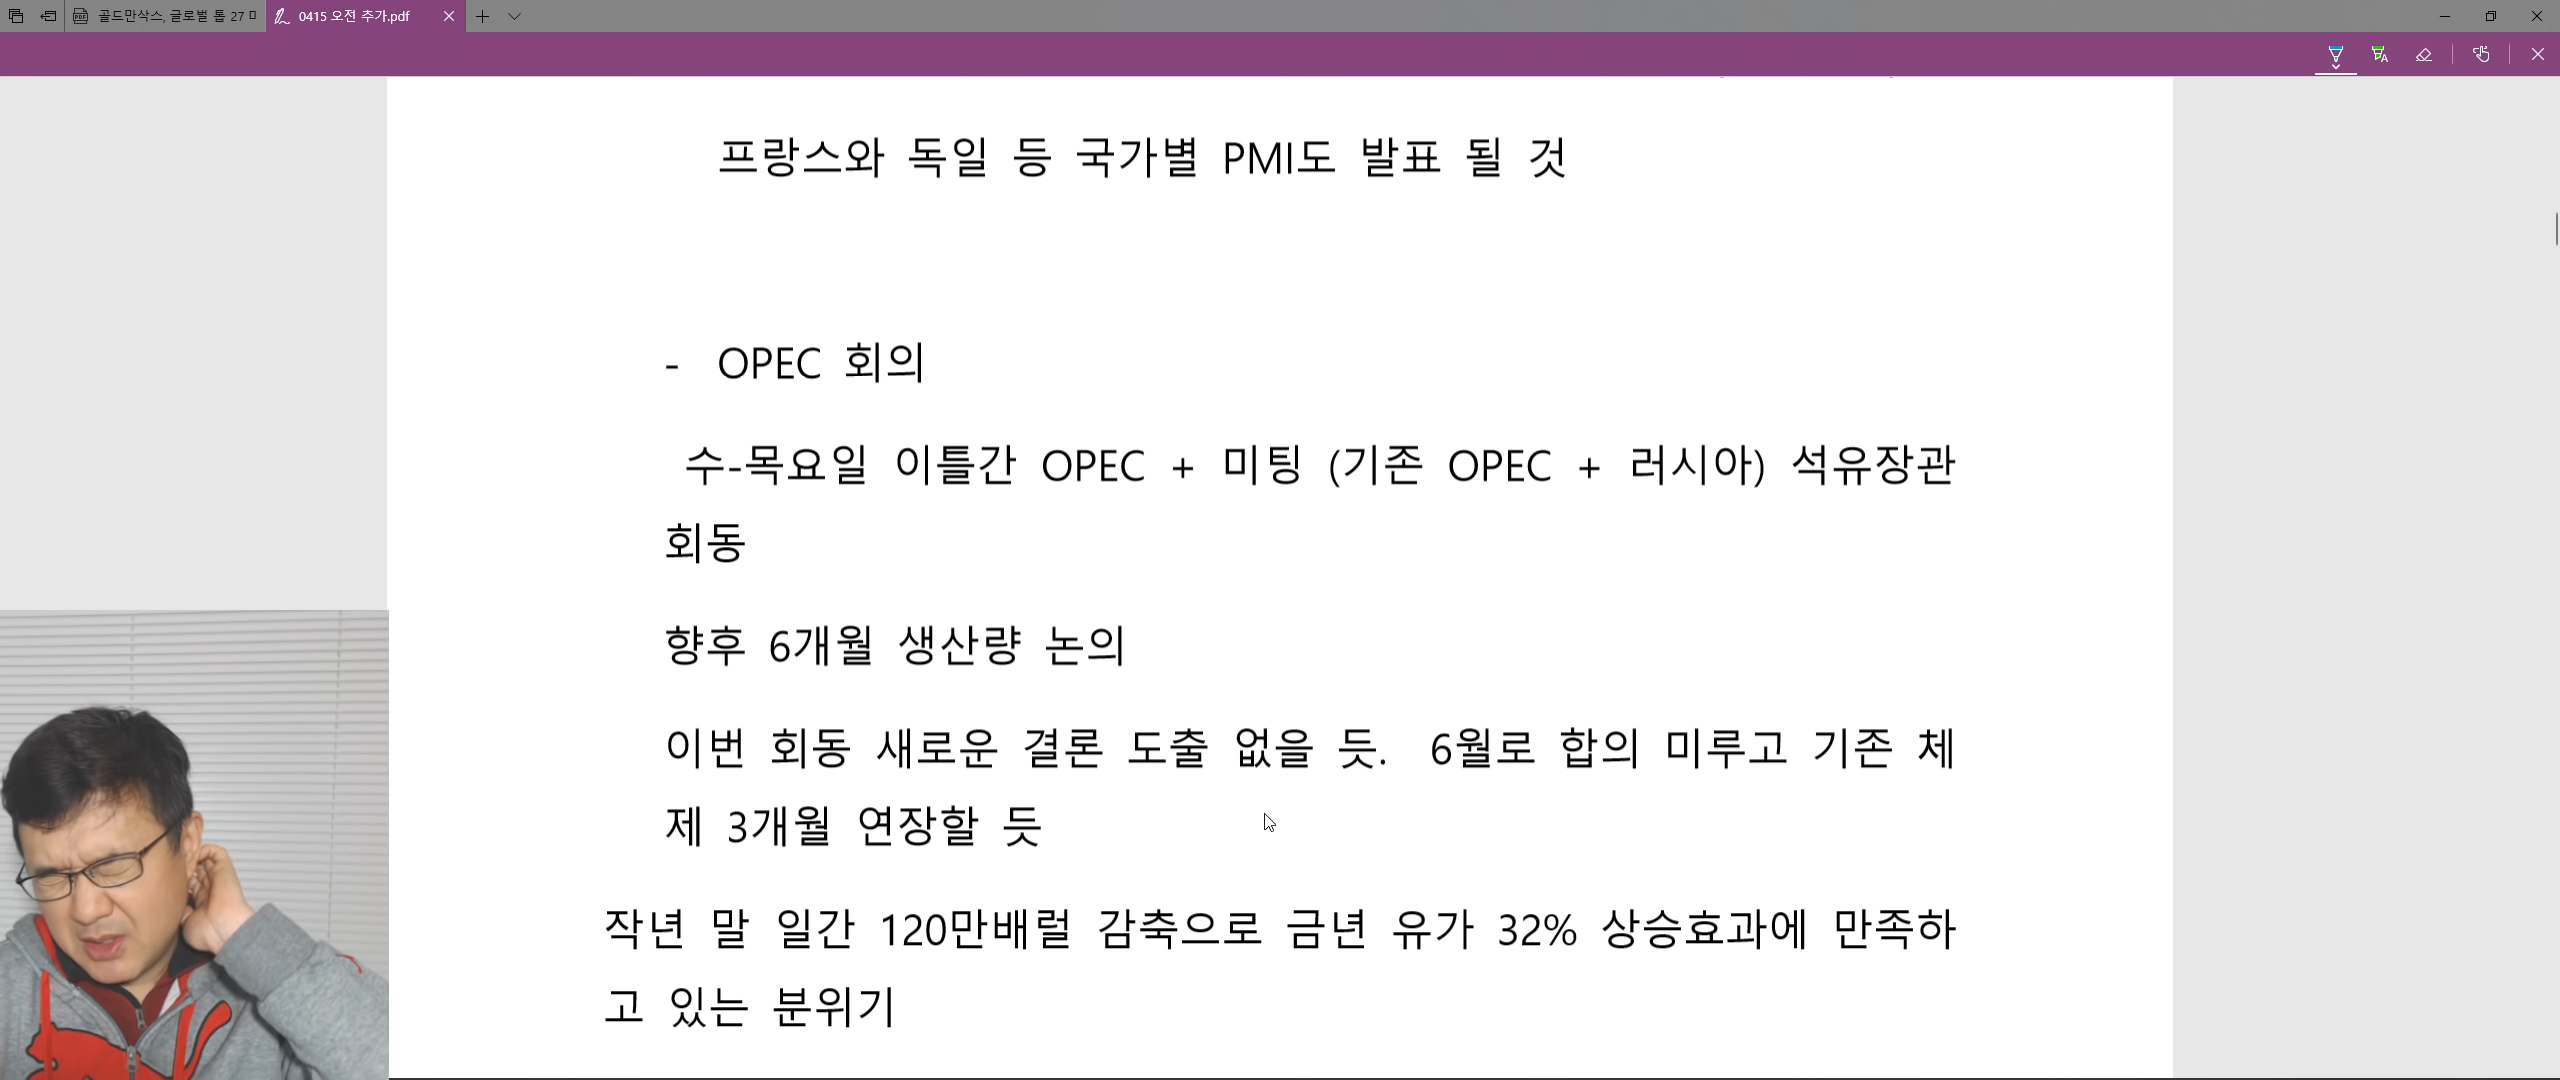 골드만삭스, 글로벌 톱 27
0415 오전 추가.pdf
프랑스와 독일 등 국가별 PMI도 발표 될 것
- OPEC 회의
수-목요일 이틀간 OPEC + 미팅 (기존 OPEC + 러시아) 석유장관
회동
향후 6개월 생산량 논의
이번 회동 새로운 결론 도출 없을 듯. 6월로 합의 미루고 기존 체
제 3개월 연장할 듯
작년 말 일간 120만배럴 감축으로 금년 유가 32% 상승효과에 만족하
고 있는 분위기